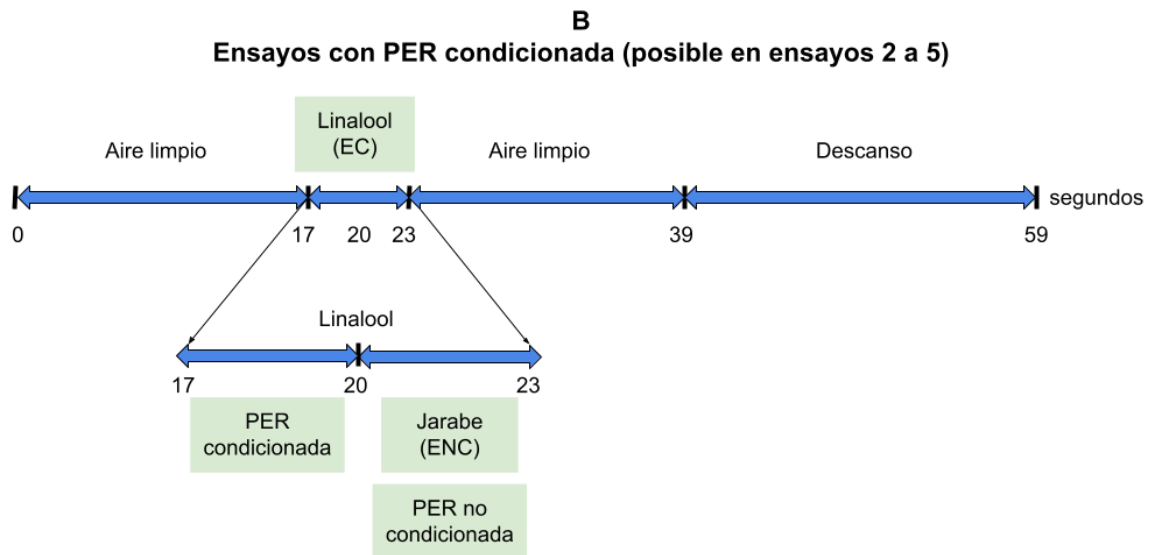 B
Ensayos con PER condicionada (posible en ensayos 2 a 5)
Linalool
(EC)
Aire limpio
Aire limpio
Descanso
segundos
0
17
20
23
39
59
Linalool
17
20
23
PER
condicionada
Jarabe
(ENC)
PER no
condicionada